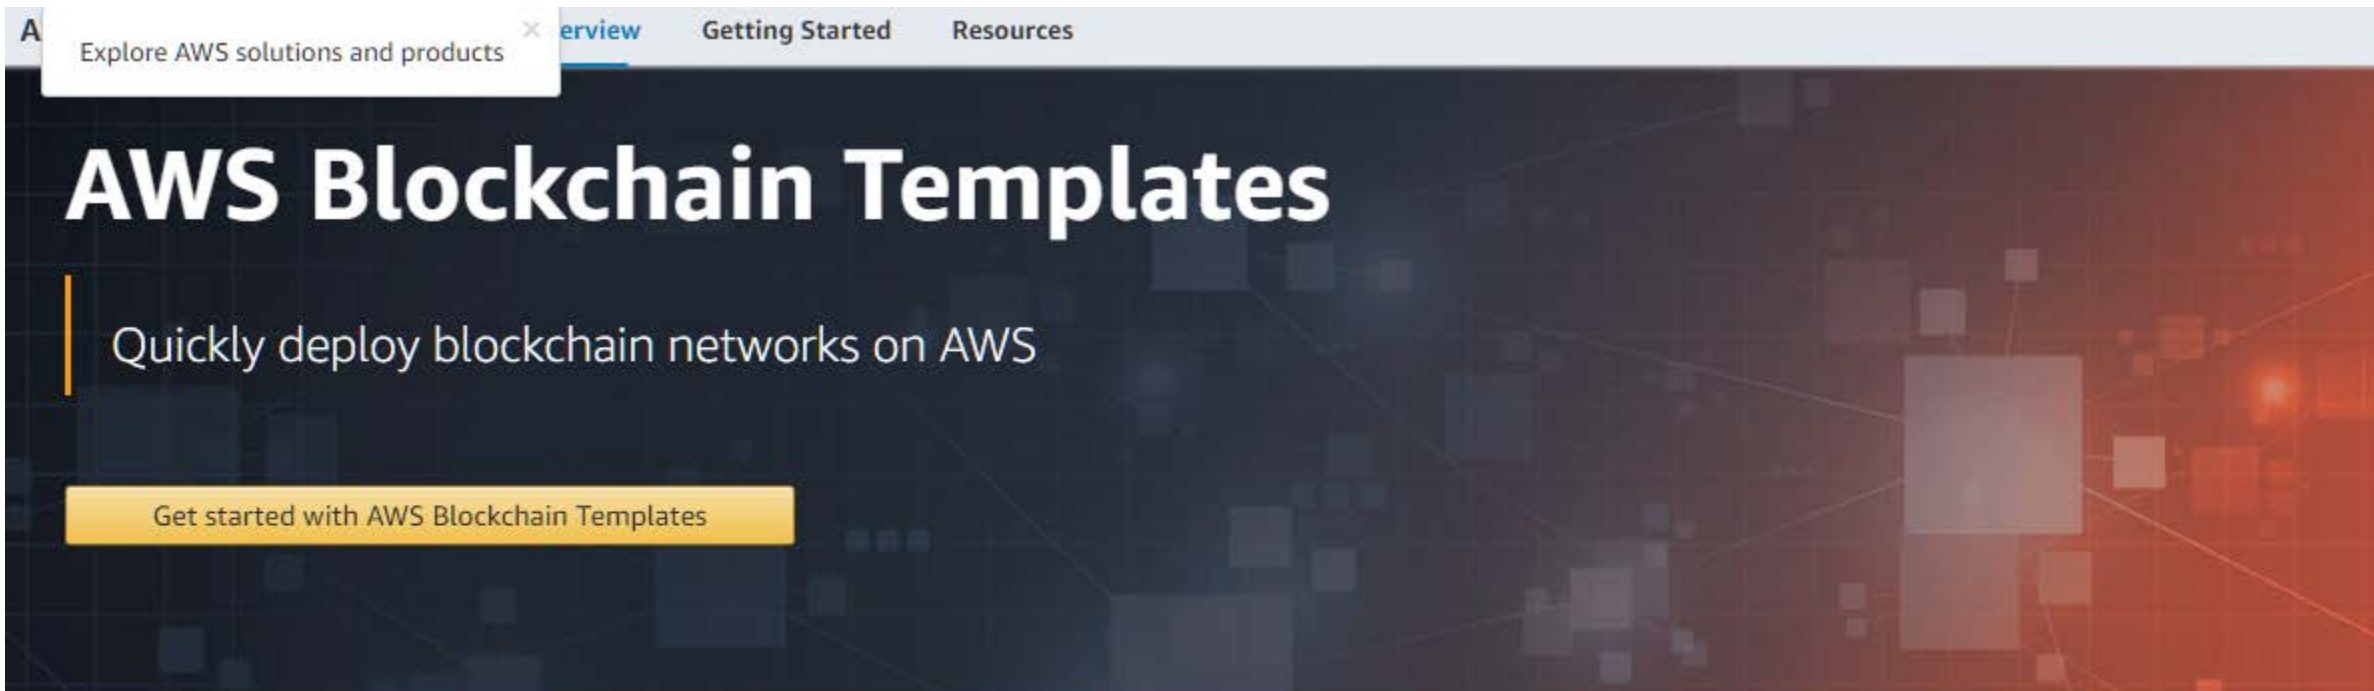 Explore AWS solutions and products
erview
Getting Started
Resources
AWS Blockchain Templates
Quickly deploy blockchain networks on AWS
Get started with AWS Blockchain Templates